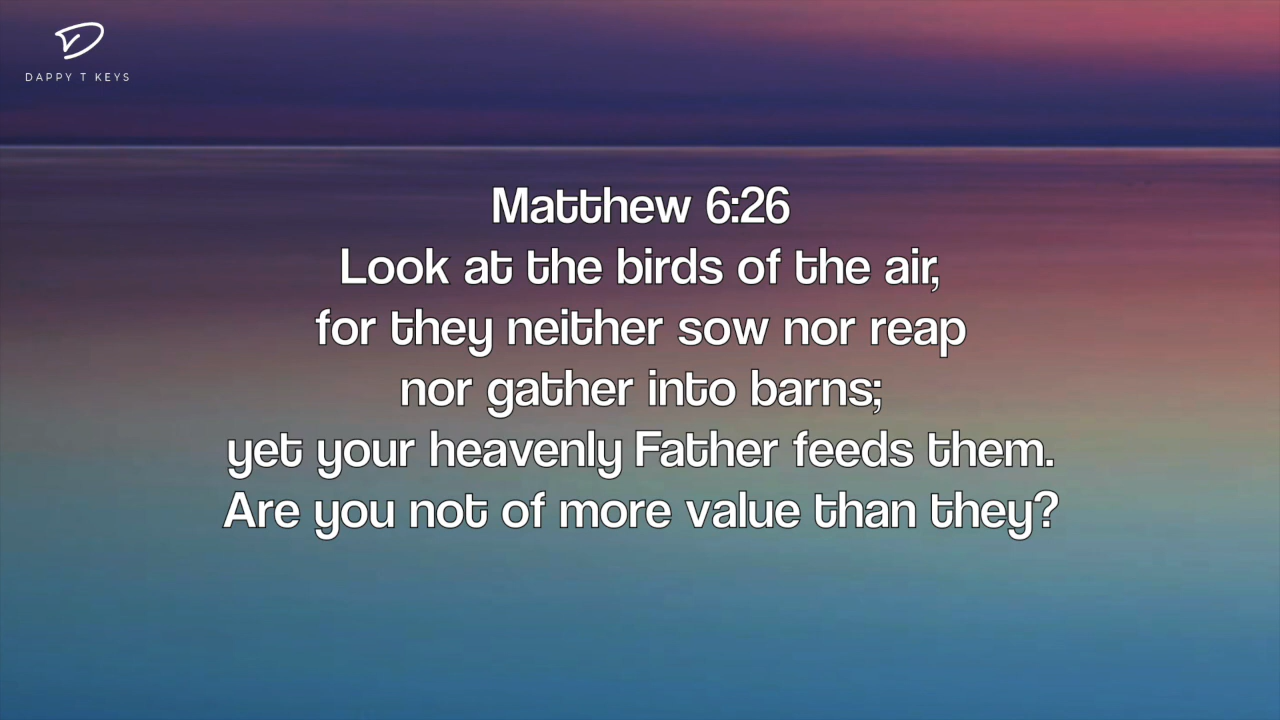 DAPPY T KEYS
Matthew 6:26
Look at the birds of the air,
for they neither sow nor reap
nor gather into barns;
yet your heavenly Father feeds them.
Are you not of more value than they?